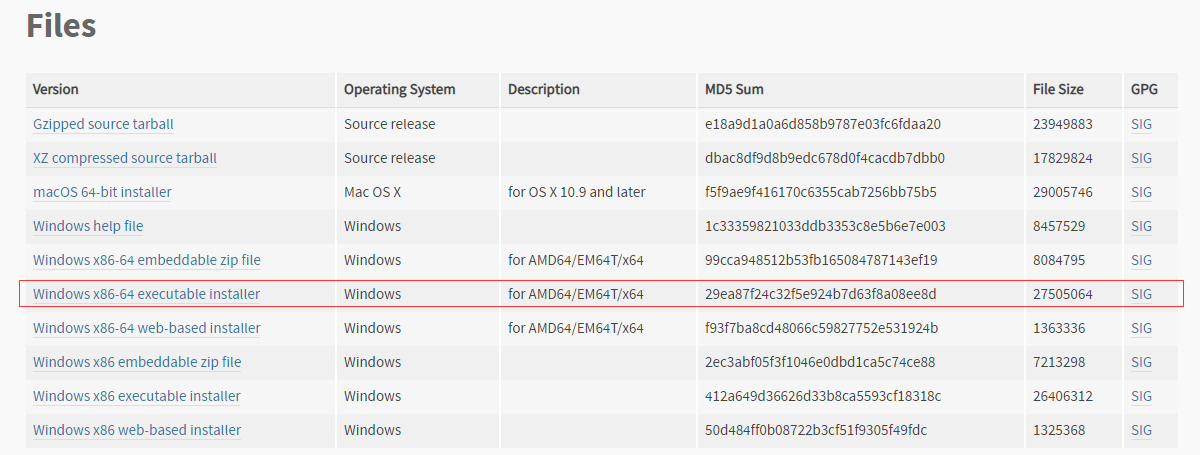 Files
Version Operating System Description MD5 Sum File Size GPG
Gzipped source tarball Source release e18a9d1a0a6d858b9787e03fc6fdaa20 23949883 SIG
XZ compressed source tarball Source release dbac8df9d8b9edc678d0f4cacdb7dbb0 17829824 SIG
macOS 64-bit installer Mac OS X for OS X 10.9 and later f5f9ae9f416170c6355cab7256bb75b5 29005746 SIG
Windows help file Windows 1c33359821033ddb3353c8e5b6e7e003 8457529 SIG
Windows x86-64 embeddable zip file Windows for AMD64/EM64T/x64 99cca948512b53fb165084787143ef19 8084795 SIG
Windows x86-64 executable installer Windows for AMD64/EM64T/x64 29ea87f24c32f5e924b7d63f8a08ee8d 27505064 SIG
Windows x86-64 web-based installer Windows for AMD64/EM64T/x64 f93f7ba8cd48066c59827752e531924b 1363336 SIG
Windows x86 embeddable zip file Windows 2ec3abf05f3f1046e0dbd1ca5c74ce88 7213298 SIG
Windows x86 executable installer Windows 412a649d36626d33b8ca5593cf18318c 26406312 SIG
Windows x86 web-based installer Windows 50d484ff0b08722b3cf51f9305f49fdc 1325368 SIG